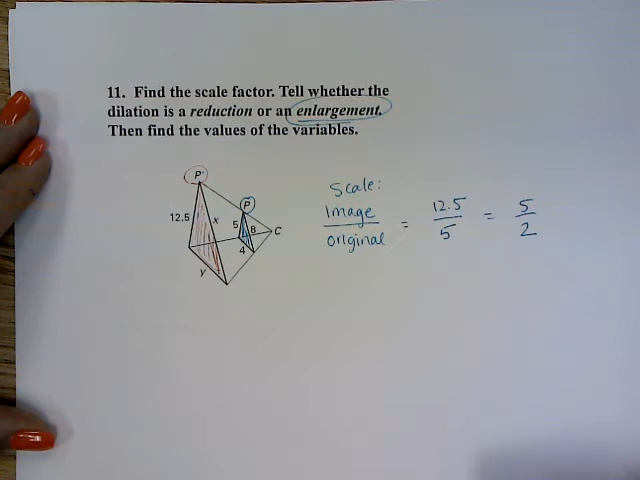 11. Find the scale factor. Tell whether the
dilation is a reduction or an enlargement.
Then find the values of the variables.
P'
12.5
x
P
5
8
C
4
y
Scale:
Image
original
=
12.5
5
=
5
2